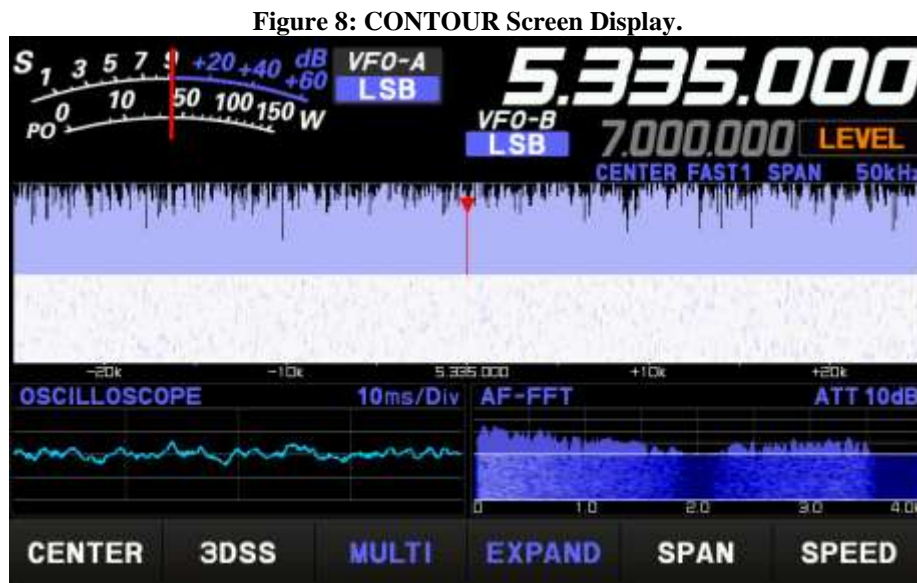 Figure 8: CONTOUR Screen Display.
S 1 3 5 7 9 +20 +40 +60 dB
PO 0 10 50 100 150 W
VFO-A
LSB
5.335.000
VFO-B
LSB
7.000.000
LEVEL
CENTER FAST1 SPAN 50kHz
-20k -10k 5.335.000 +10k +20k
OSCILLOSCOPE 10ms/Div
AF-FFT ATT 10dB
0 1.0 2.0 3.0 4.0k
CENTER 3DSS MULTI EXPAND SPAN SPEED